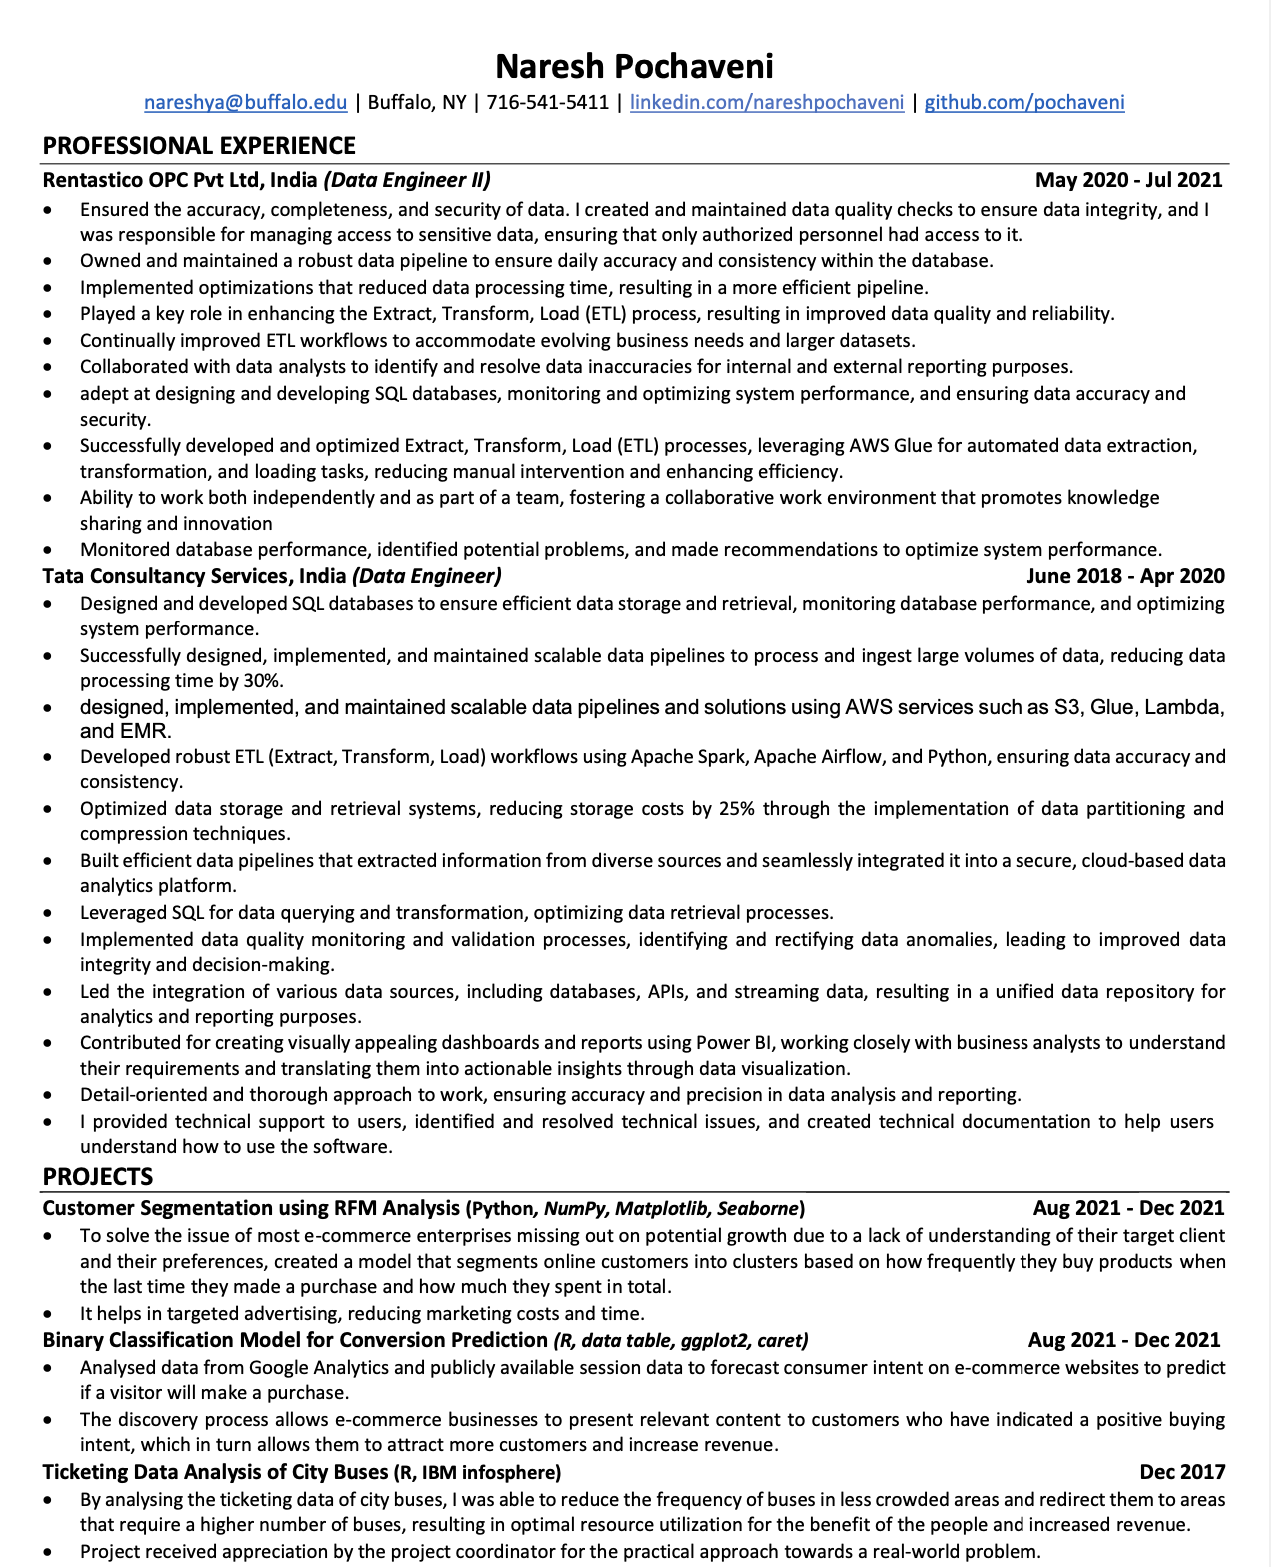 Naresh Pochaveni
nareshya@buffalo.edu | Buffalo, NY | 716-541-5411 | linkedin.com/nareshpochaveni | github.com/pochaveni
PROFESSIONAL EXPERIENCE
Rentastico OPC Pvt Ltd, India (Data Engineer II) May 2020 - Jul 2021
• Ensured the accuracy, completeness, and security of data. I created and maintained data quality checks to ensure data integrity, and I
was responsible for managing access to sensitive data, ensuring that only authorized personnel had access to it.
• Owned and maintained a robust data pipeline to ensure daily accuracy and consistency within the database.
• Implemented optimizations that reduced data processing time, resulting in a more efficient pipeline.
• Played a key role in enhancing the Extract, Transform, Load (ETL) process, resulting in improved data quality and reliability.
• Continually improved ETL workflows to accommodate evolving business needs and larger datasets.
• Collaborated with data analysts to identify and resolve data inaccuracies for internal and external reporting purposes.
• adept at designing and developing SQL databases, monitoring and optimizing system performance, and ensuring data accuracy and
security.
• Successfully developed and optimized Extract, Transform, Load (ETL) processes, leveraging AWS Glue for automated data extraction,
transformation, and loading tasks, reducing manual intervention and enhancing efficiency.
• Ability to work both independently and as part of a team, fostering a collaborative work environment that promotes knowledge
sharing and innovation
• Monitored database performance, identified potential problems, and made recommendations to optimize system performance.
Tata Consultancy Services, India (Data Engineer) June 2018 - Apr 2020
• Designed and developed SQL databases to ensure efficient data storage and retrieval, monitoring database performance, and optimizing
system performance.
• Successfully designed, implemented, and maintained scalable data pipelines to process and ingest large volumes of data, reducing data
processing time by 30%.
• designed, implemented, and maintained scalable data pipelines and solutions using AWS services such as S3, Glue, Lambda,
and EMR.
• Developed robust ETL (Extract, Transform, Load) workflows using Apache Spark, Apache Airflow, and Python, ensuring data accuracy and
consistency.
• Optimized data storage and retrieval systems, reducing storage costs by 25% through the implementation of data partitioning and
compression techniques.
• Built efficient data pipelines that extracted information from diverse sources and seamlessly integrated it into a secure, cloud-based data
analytics platform.
• Leveraged SQL for data querying and transformation, optimizing data retrieval processes.
• Implemented data quality monitoring and validation processes, identifying and rectifying data anomalies, leading to improved data
integrity and decision-making.
• Led the integration of various data sources, including databases, APIs, and streaming data, resulting in a unified data repository for
analytics and reporting purposes.
• Contributed for creating visually appealing dashboards and reports using Power BI, working closely with business analysts to understand
their requirements and translating them into actionable insights through data visualization.
• Detail-oriented and thorough approach to work, ensuring accuracy and precision in data analysis and reporting.
• I provided technical support to users, identified and resolved technical issues, and created technical documentation to help users
understand how to use the software.
PROJECTS
Customer Segmentation using RFM Analysis (Python, NumPy, Matplotlib, Seaborne) Aug 2021 - Dec 2021
• To solve the issue of most e-commerce enterprises missing out on potential growth due to a lack of understanding of their target client
and their preferences, created a model that segments online customers into clusters based on how frequently they buy products when
the last time they made a purchase and how much they spent in total.
• It helps in targeted advertising, reducing marketing costs and time.
Binary Classification Model for Conversion Prediction (R, data table, ggplot2, caret) Aug 2021 - Dec 2021
• Analysed data from Google Analytics and publicly available session data to forecast consumer intent on e-commerce websites to predict
if a visitor will make a purchase.
• The discovery process allows e-commerce businesses to present relevant content to customers who have indicated a positive buying
intent, which in turn allows them to attract more customers and increase revenue.
Ticketing Data Analysis of City Buses (R, IBM infosphere) Dec 2017
• By analysing the ticketing data of city buses, I was able to reduce the frequency of buses in less crowded areas and redirect them to areas
that require a higher number of buses, resulting in optimal resource utilization for the benefit of the people and increased revenue.
• Project received appreciation by the project coordinator for the practical approach towards a real-world problem.